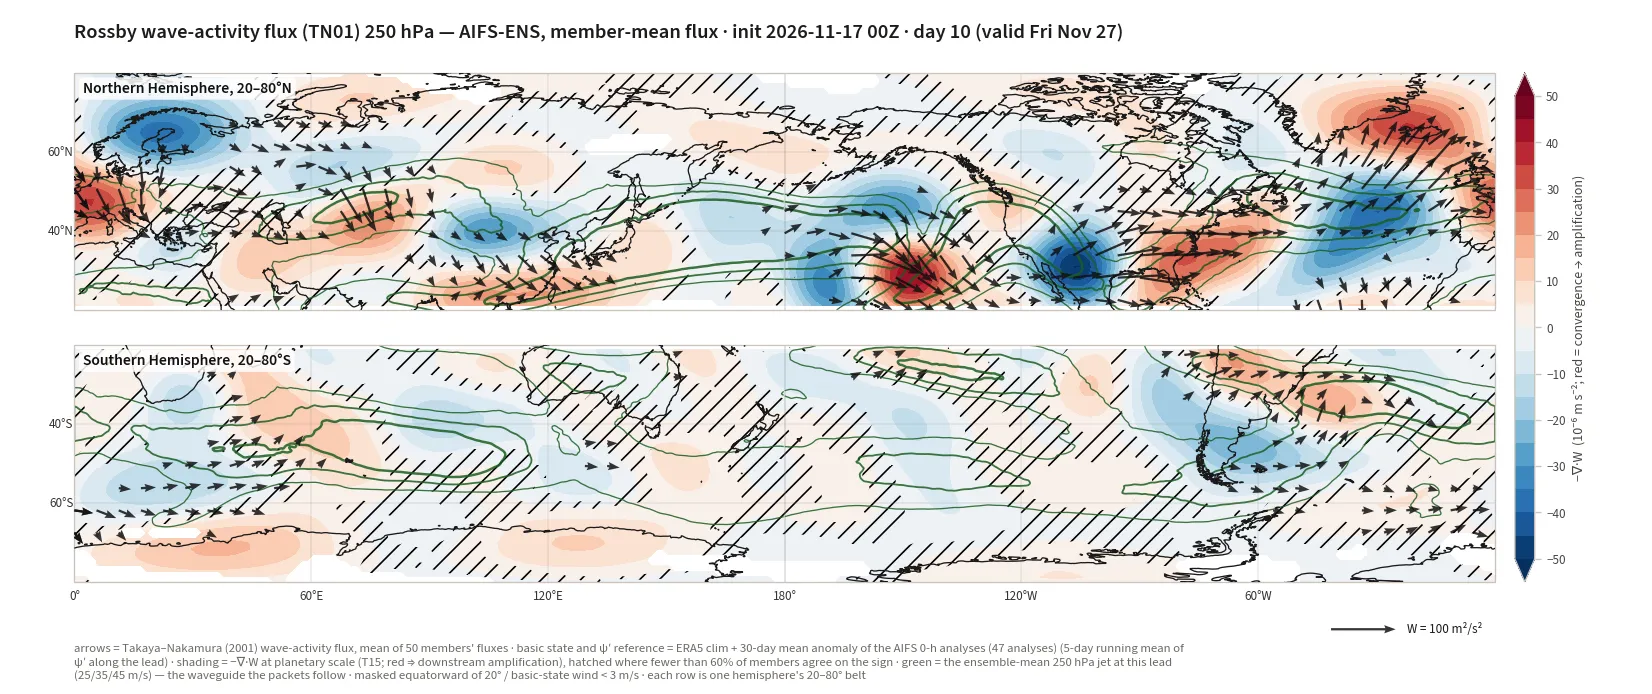 Rossby wave-activity flux (TN01) 250 hPa — AIFS-ENS, member-mean flux · init 2026-11-17 00Z · day 10 (valid Fri Nov 27)
Northern Hemisphere, 20–80°N
60°N
40°N
Southern Hemisphere, 20–80°S
40°S
60°S
0°
60°E
120°E
180°
120°W
60°W
50
40
30
20
10
0
−10
−20
−30
−40
−50
−∇·W (10⁻⁶ m s⁻²; red = convergence → amplification)
W = 100 m²/s²
arrows = Takaya–Nakamura (2001) wave-activity flux, mean of 50 members' fluxes · basic state and ψ' reference = ERA5 clim + 30-day mean anomaly of the AIFS 0-h analyses (47 analyses) (5-day running mean of
ψ' along the lead) · shading = −∇·W at planetary scale (T15; red ⇒ downstream amplification), hatched where fewer than 60% of members agree on the sign · green = the ensemble-mean 250 hPa jet at this lead
(25/35/45 m/s) — the waveguide the packets follow · masked equatorward of 20° / basic-state wind < 3 m/s · each row is one hemisphere's 20–80° belt